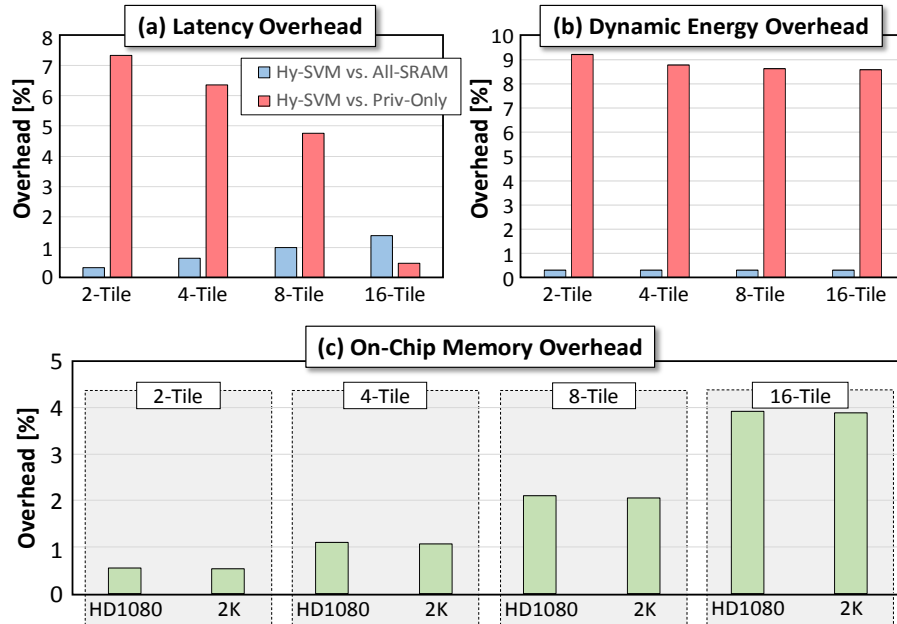 (a) Latency Overhead
Overhead [%]
8
7
6
5
4
3
2
1
0
Hy-SVM vs. All-SRAM
Hy-SVM vs. Priv-Only
2-Tile 4-Tile 8-Tile 16-Tile
(b) Dynamic Energy Overhead
Overhead [%]
10
9
8
7
6
5
4
3
2
1
0
2-Tile 4-Tile 8-Tile 16-Tile
(c) On-Chip Memory Overhead
Overhead [%]
5
4
3
2
1
0
2-Tile 4-Tile 8-Tile 16-Tile
HD1080 2K HD1080 2K HD1080 2K HD1080 2K